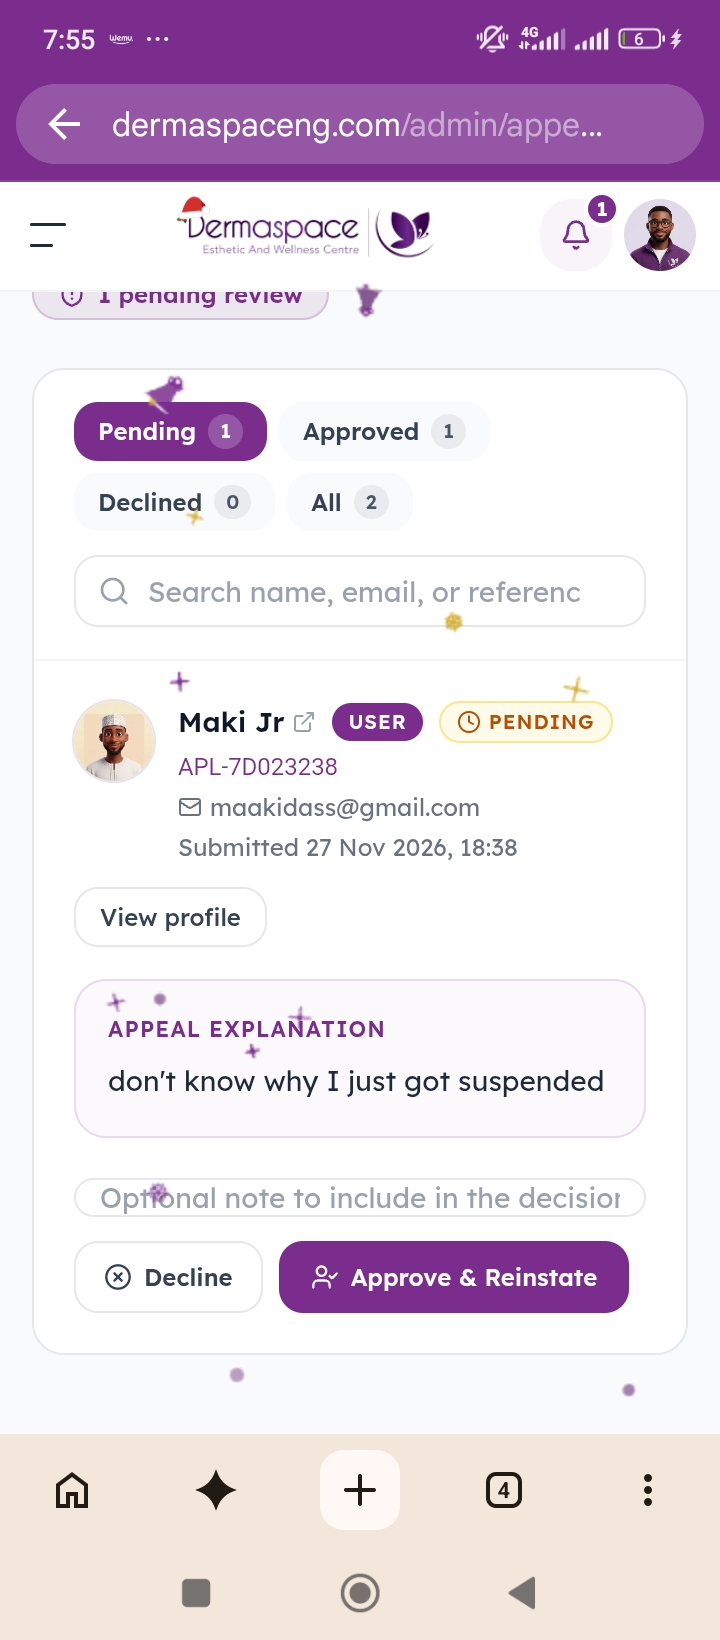 7:55 wemu. ... 4G 6
dermaspaceng.com/admin/appe...
Dermaspace
Esthetic And Wellness Centre
1
1 pending review
Pending 1
Approved 1
Declined 0
All 2
Search name, email, or referenc
Maki Jr USER PENDING
APL-7D023238
maakidass@gmail.com
Submitted 27 Nov 2026, 18:38
View profile
APPEAL EXPLANATION
don't know why I just got suspended
Optional note to include in the decision
Decline
Approve & Reinstate
4